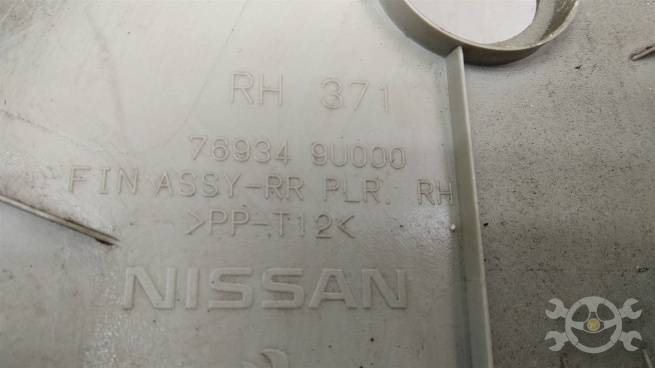 RH 371
76934 9U000
FIN ASSY-RR PLR. RH
>PP-T12<
NISSAN